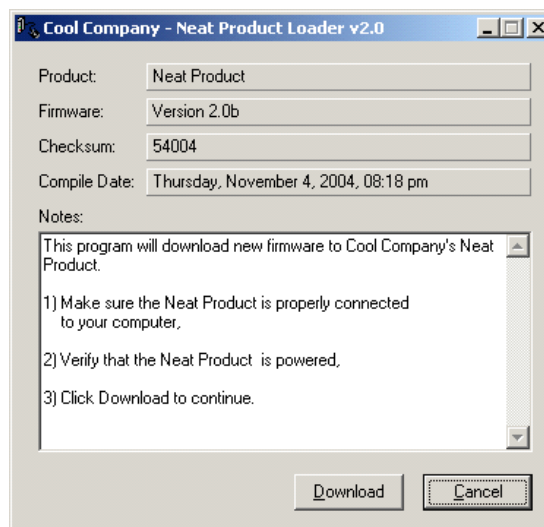 Cool Company - Neat Product Loader v2.0
Product: Neat Product
Firmware: Version 2.0b
Checksum: 54004
Compile Date: Thursday, November 4, 2004, 08:18 pm
Notes:
This program will download new firmware to Cool Company's Neat
Product.
1) Make sure the Neat Product is properly connected
to your computer,
2) Verify that the Neat Product  is powered,
3) Click Download to continue.
Download Cancel